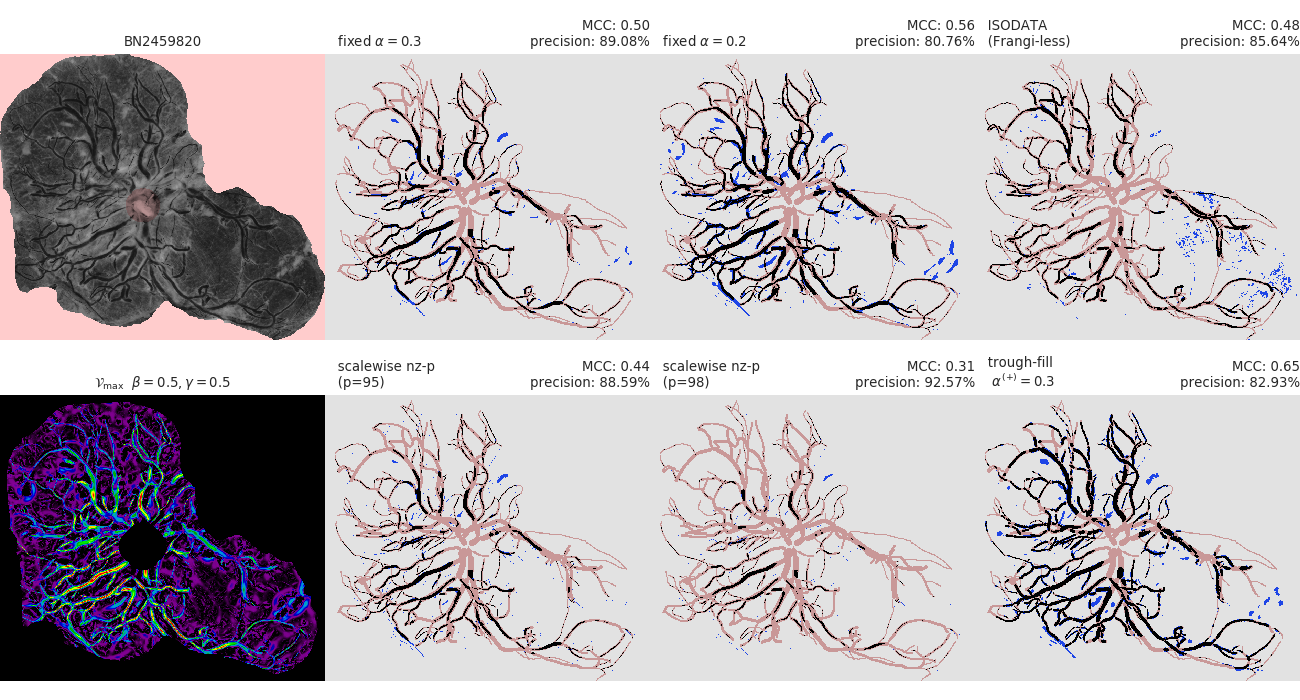 BN2459820
fixed α = 0.3
MCC: 0.50
precision: 89.08%
fixed α = 0.2
MCC: 0.56
precision: 80.76%
ISODATA
(Frangi-less)
MCC: 0.48
precision: 85.64%
𝒱max β = 0.5, γ = 0.5
scalewise nz-p
(p=95)
MCC: 0.44
precision: 88.59%
scalewise nz-p
(p=98)
MCC: 0.31
precision: 92.57%
trough-fill
α(+) = 0.3
MCC: 0.65
precision: 82.93%